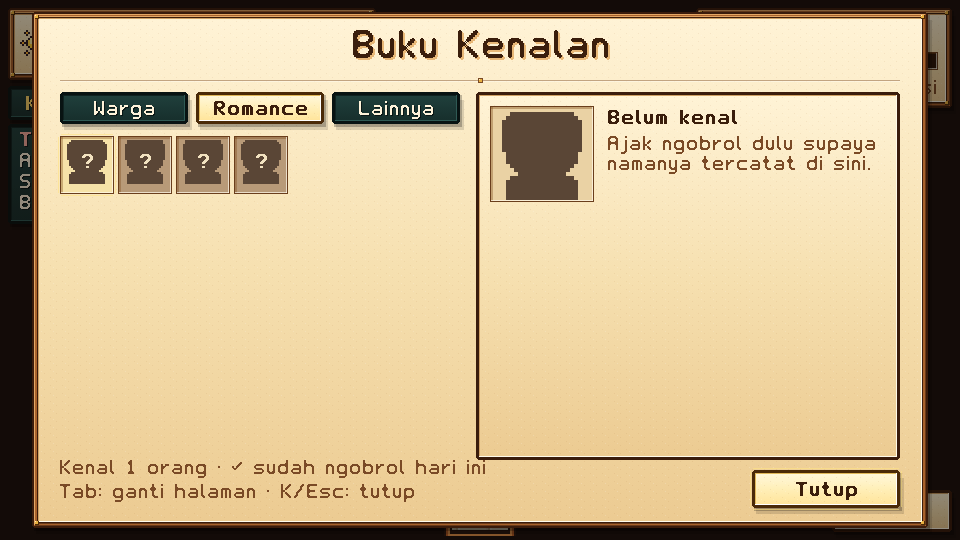 Buku Kenalan
Warga
Romance
Lainnya
? ? ? ?
Belum kenal
Ajak ngobrol dulu supaya
namanya tercatat di sini.
Kenal 1 orang · ✓ sudah ngobrol hari ini
Tab: ganti halaman · K/Esc: tutup
Tutup